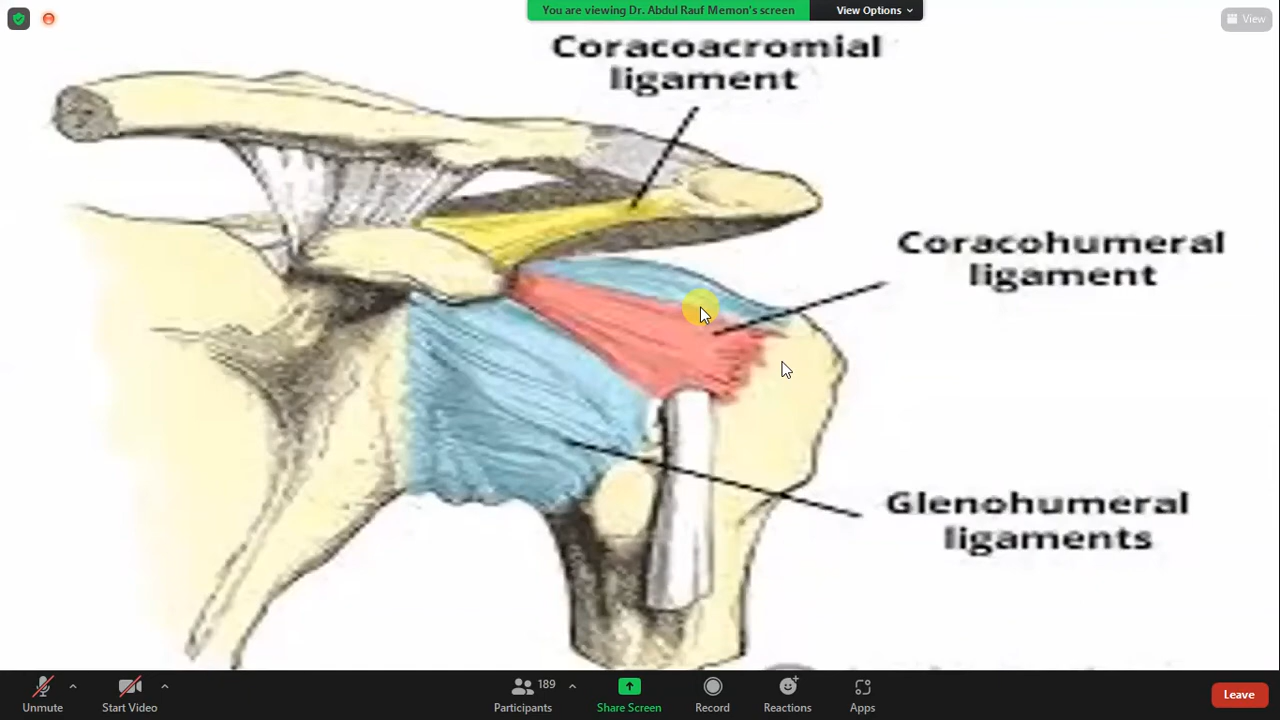 You are viewing Dr. Abdul Rauf Memon's screen
View Options
View
Coracoacromial
ligament
Coracohumeral
ligament
Glenohumeral
ligaments
Unmute
Start Video
189
Participants
Share Screen
Record
Reactions
Apps
Leave